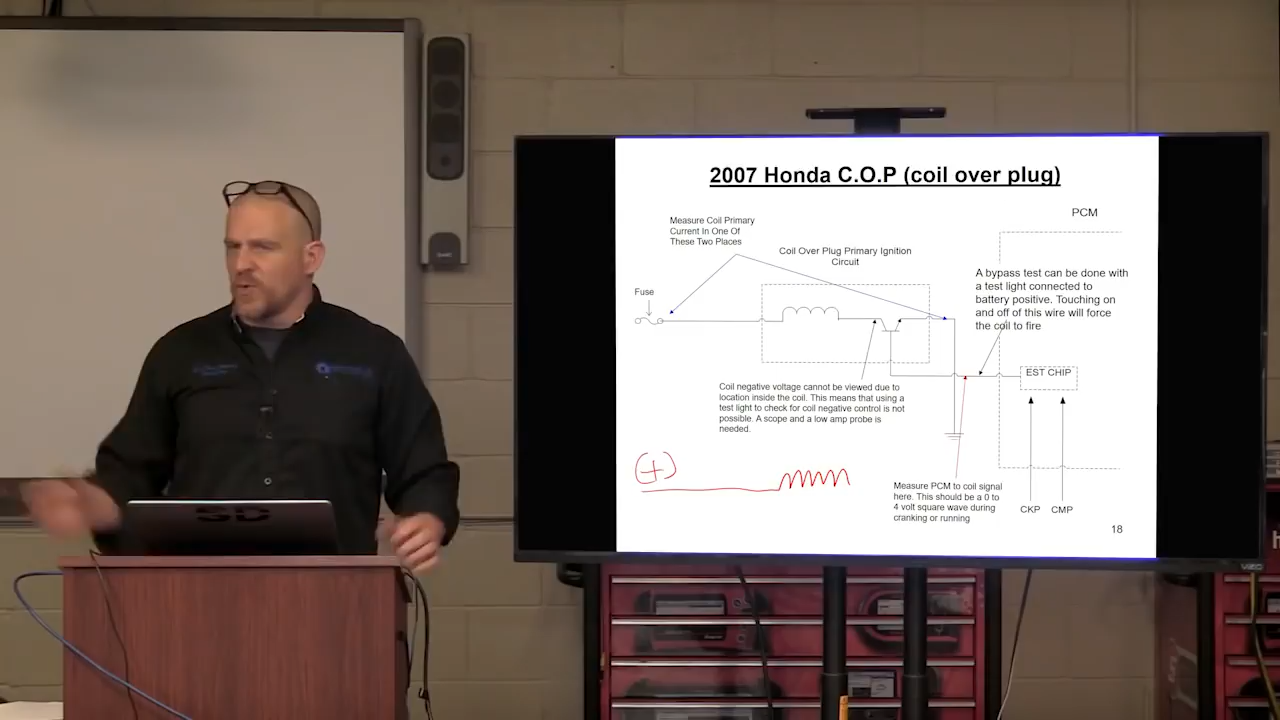 2007 Honda C.O.P (coil over plug)
PCM
Measure Coil Primary
Current In One Of
These Two Places
Coil Over Plug Primary Ignition
Circuit
A bypass test can be done with
a test light connected to
battery positive. Touching on
and off of this wire will force
the coil to fire
Fuse
EST CHIP
Coil negative voltage cannot be viewed due to
location inside the coil. This means that using a
test light to check for coil negative control is not
possible. A scope and a low amp probe is
needed.
(+)
Measure PCM to coil signal
here. This should be a 0 to
4 volt square wave during
cranking or running
CKP CMP
18
SD
VIZIO